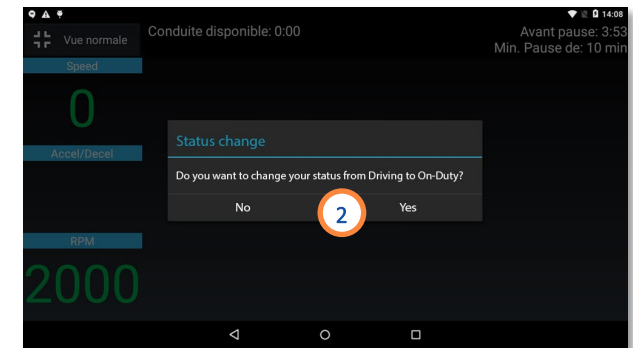 14:08
Vue normale
Conduite disponible: 0:00
Avant pause: 3:53
Min. Pause de: 10 min
Speed
0
Accel/Decel
RPM
2000
Status change
Do you want to change your status from Driving to On-Duty?
No
2
Yes